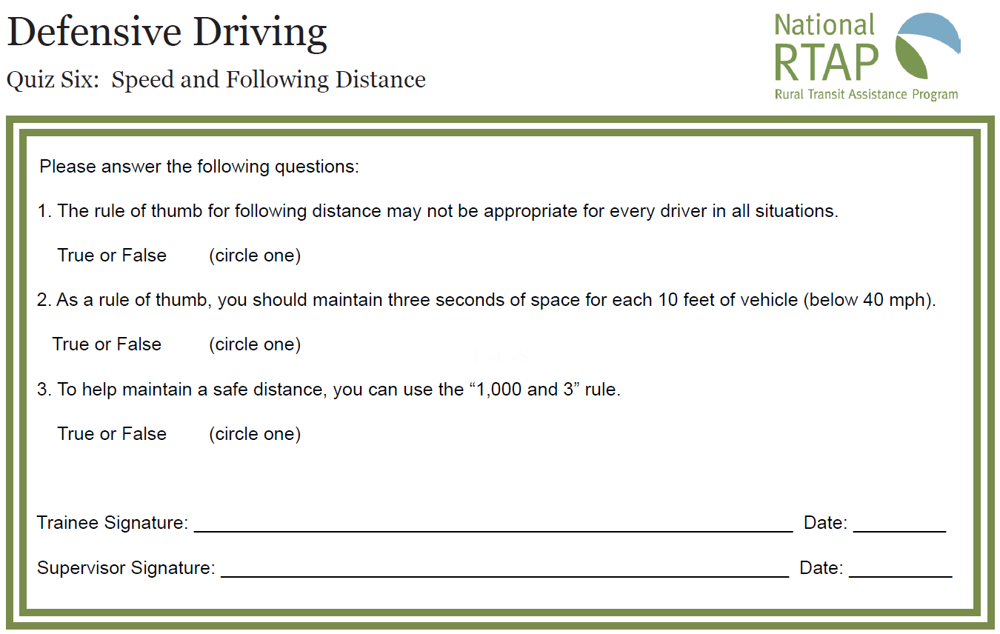 Defensive Driving
Quiz Six: Speed and Following Distance
National
RTAP
Rural Transit Assistance Program
Please answer the following questions:
1. The rule of thumb for following distance may not be appropriate for every driver in all situations.
True or False (circle one)
2. As a rule of thumb, you should maintain three seconds of space for each 10 feet of vehicle (below 40 mph).
True or False (circle one)
3. To help maintain a safe distance, you can use the “1,000 and 3” rule.
True or False (circle one)
Trainee Signature: ______ Date: ______
Supervisor Signature: ______ Date: ______